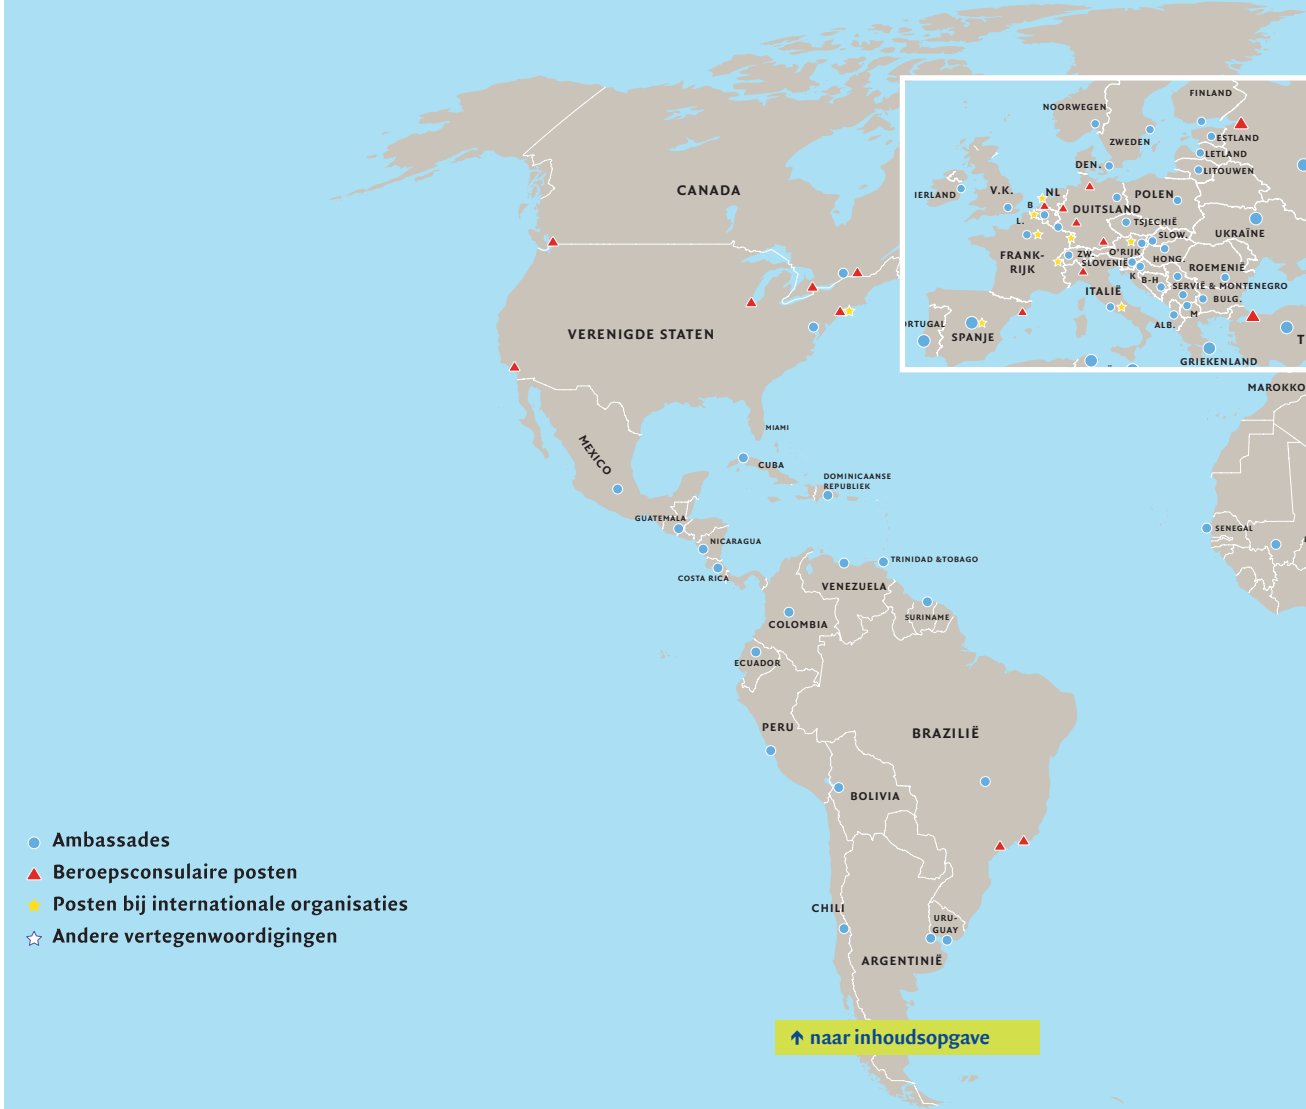 FINLAND
NOORWEGEN
ZWEDEN
ESTLAND
LETLAND
LITOUWEN
DEN.
IERLAND
V.K.
NL
B
L.
DUITSLAND
POLEN
TSJECHIË
SLOW.
UKRAÏNE
FRANK-
RIJK
ZW.
O'RIJK
SLOVENIË
HONG.
K
B-H
ROEMENIË
ITALIË
SERVIË & MONTENEGRO
BULG.
M
ALB.
ORTUGAL
SPANJE
T
GRIEKENLAND
MAROKKO
CANADA
VERENIGDE STATEN
MIAMI
MEXICO
CUBA
DOMINICAANSE
REPUBLIEK
GUATEMALA
NICARAGUA
COSTA RICA
TRINIDAD &TOBAGO
VENEZUELA
SENEGAL
SURINAME
COLOMBIA
ECUADOR
PERU
BRAZILIË
BOLIVIA
CHILI
URU-
GUAY
ARGENTINIË
Ambassades
Beroepsconsulaire posten
Posten bij internationale organisaties
Andere vertegenwoordigingen
naar inhoudsopgave